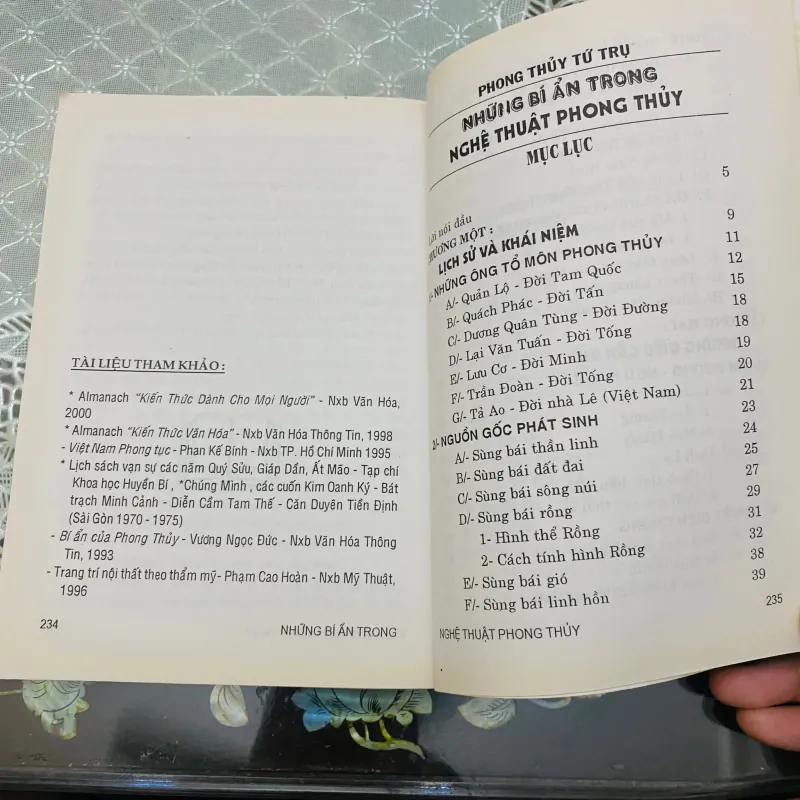 TÀI LIỆU THAM KHẢO :
* Almanach "Kiến Thức Dành Cho Mọi Người" - Nxb Văn Hóa,
2000
* Almanach "Kiến Thức Văn Hóa" - Nxb Văn Hóa Thông Tin, 1998
- Việt Nam Phong tục - Phan Kế Bính - Nxb TP. Hồ Chí Minh 1995
* Lịch sách vạn sự các năm Quý Sửu, Giáp Dần, Ất Mão - Tạp chí
Khoa học Huyền Bí , *Chúng Mình , các cuốn Kim Oanh Ký - Bát
trạch Minh Cảnh - Diễn Cầm Tam Thế - Căn Duyên Tiền Định
(Sài Gòn 1970 - 1975)
- Bí ẩn của Phong Thủy - Vương Ngọc Đức - Nxb Văn Hóa Thông
Tin, 1993
- Trang trí nội thất theo thẩm mỹ- Phạm Cao Hoàn - Nxb Mỹ Thuật,
1996
234 NHỮNG BÍ ẨN TRONG
PHONG THỦY TỨ TRỤ
NHỮNG BÍ ẨN TRONG
NGHỆ THUẬT PHONG THỦY
MỤC LỤC
nói đầu 5
MỘT : 9
LỊCH SỬ VÀ KHÁI NIỆM
NHỮNG ÔNG TỔ MÔN PHONG THỦY 11
A/- Quản Lộ - Đời Tam Quốc 12
B/- Quách Phác - Đời Tấn 15
C/- Dương Quân Tùng - Đời Đường 18
D/- Lại Văn Tuấn - Đời Tống 18
E/- Lưu Cơ - Đời Minh 19
F/- Trần Đoàn - Đời Tống 20
G/- Tả Ao - Đời nhà Lê (Việt Nam) 21
2/- NGUỒN GỐC PHÁT SINH 23
A/- Sùng bái thần linh 24
B/- Sùng bái đất đai 25
C/- Sùng bái sông núi 27
D/- Sùng bái rồng 29
1- Hình thể Rồng 31
2- Cách tính hình Rồng 32
E/- Sùng bái gió 38
F/- Sùng bái linh hồn 39
NGHỆ THUẬT PHONG THỦY 235